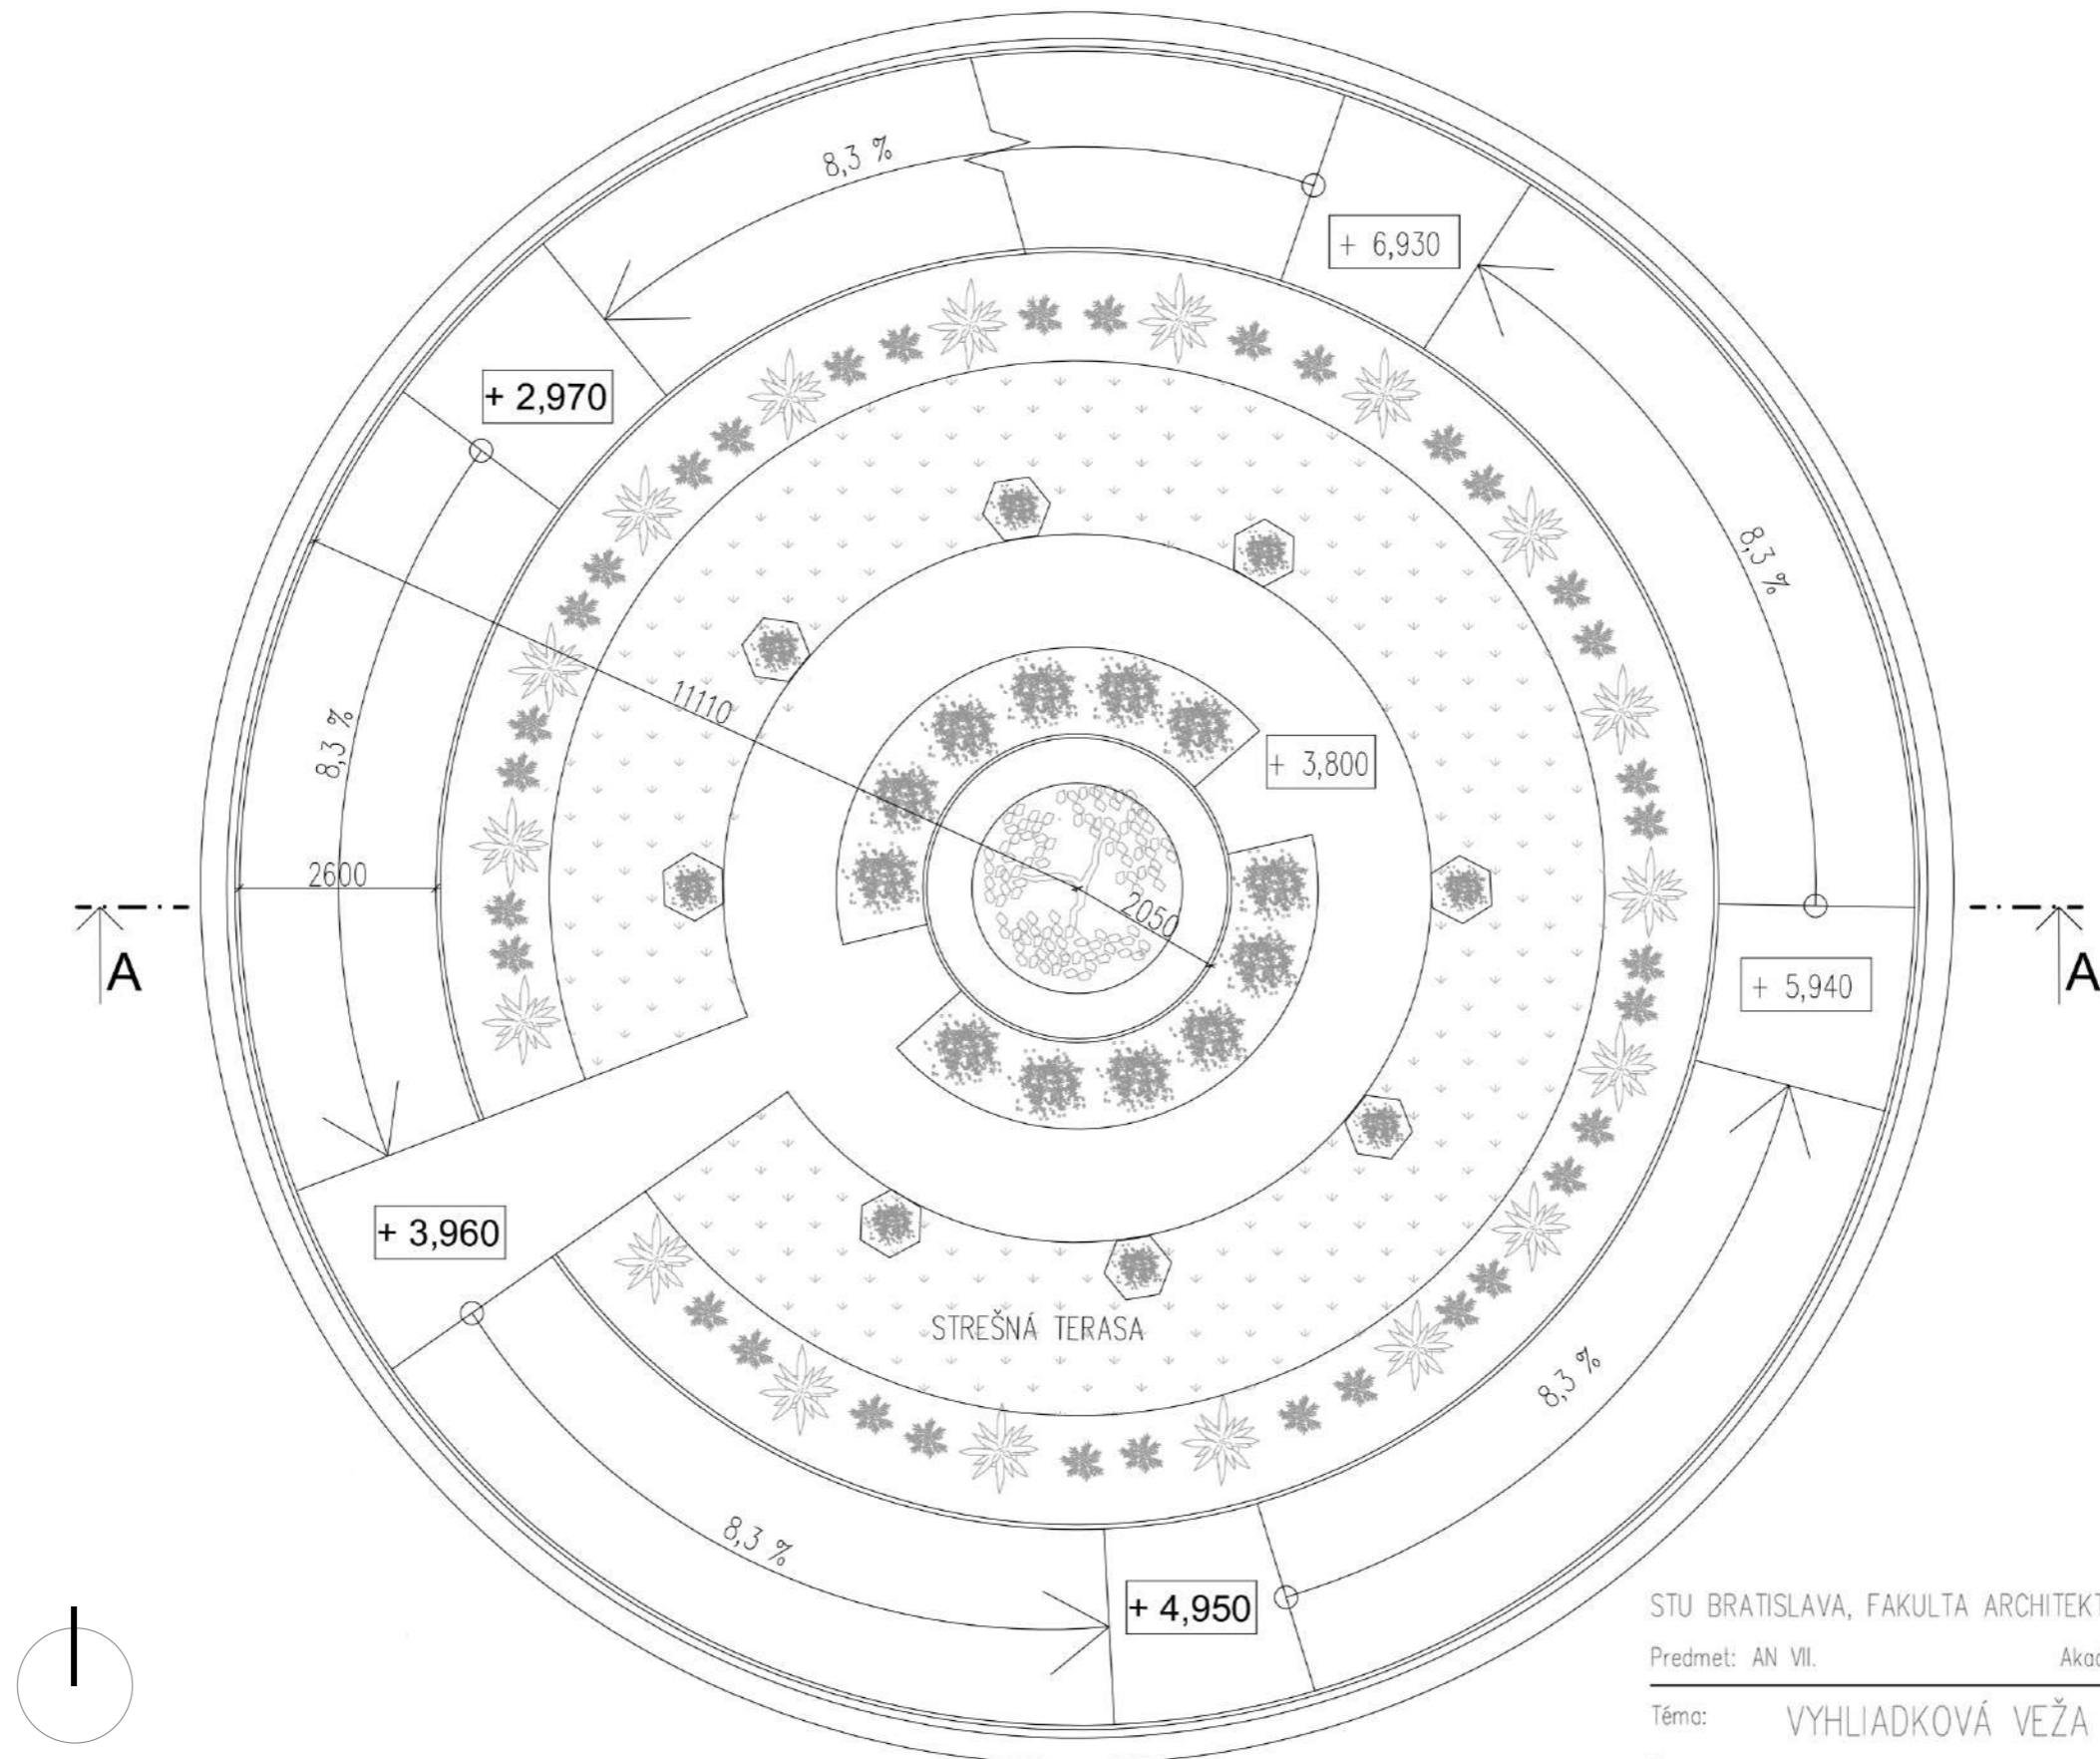 8,3 %
+ 6,930
+ 2,970
8,3 %
11110
8,3 %
+ 3,800
2600
2050
A
A
+ 5,940
+ 3,960
STREŠNÁ TERASA
8,3 %
8,3 %
+ 4,950
STU BRATISLAVA, FAKULTA ARCHITEKT
Predmet: AN VII. Akad
Téma: VYHLIADKOVÁ VEŽA